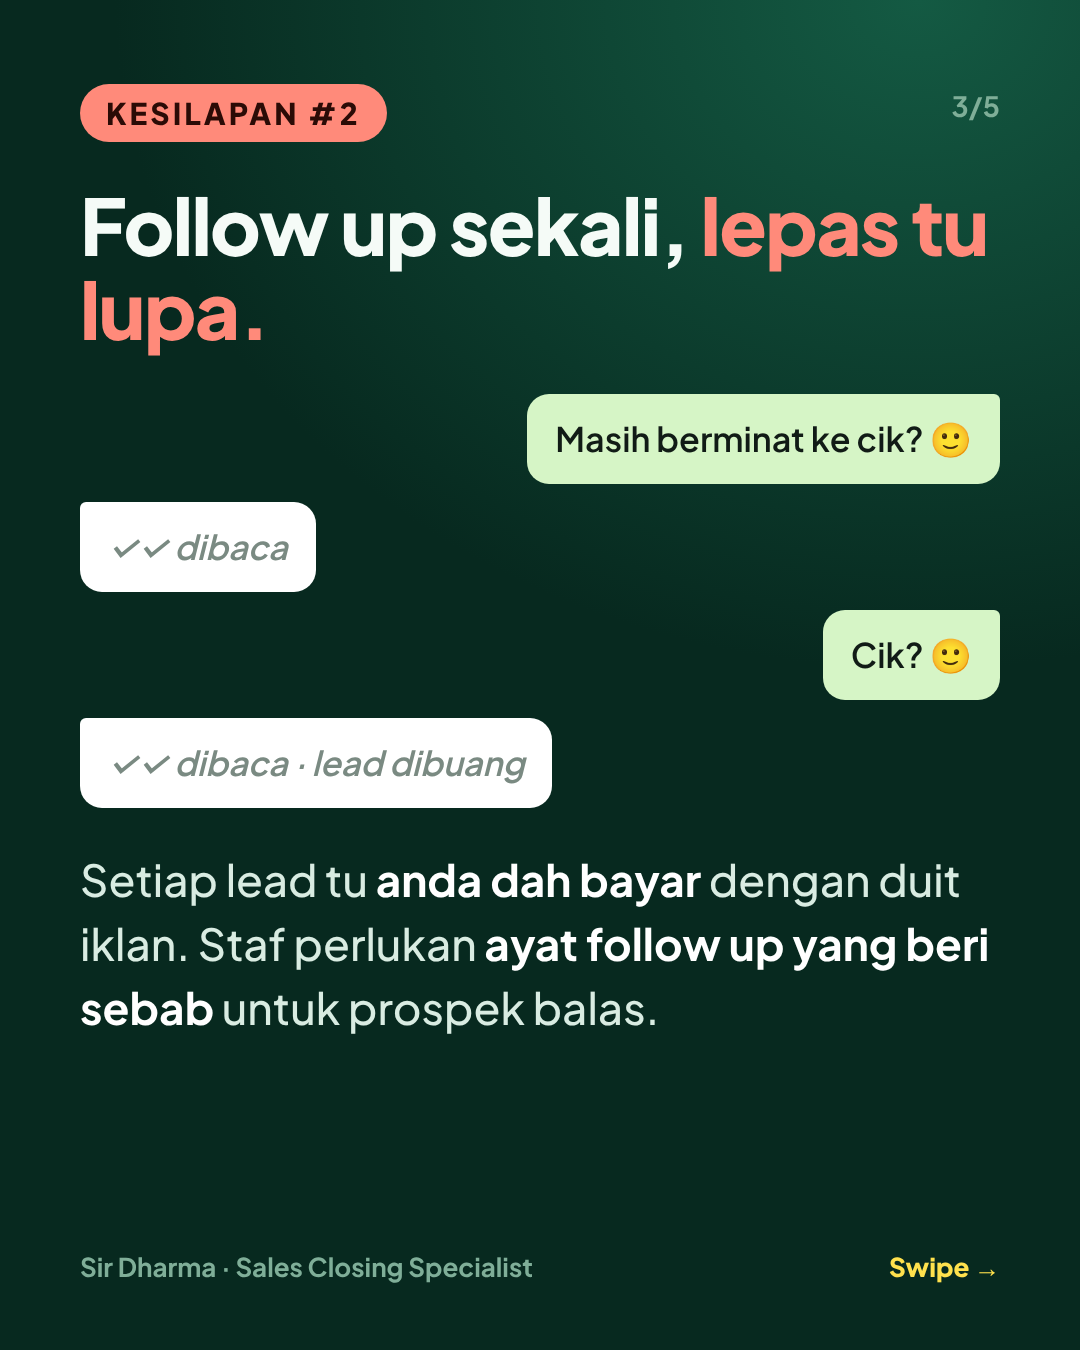 KESILAPAN #2
3/5
Follow up sekali, lepas tu
lupa.
Masih berminat ke cik? 🙂
✓✓ dibaca
Cik? 🙂
✓✓ dibaca · lead dibuang
Setiap lead tu anda dah bayar dengan duit
iklan. Staf perlukan ayat follow up yang beri
sebab untuk prospek balas.
Sir Dharma · Sales Closing Specialist
Swipe →